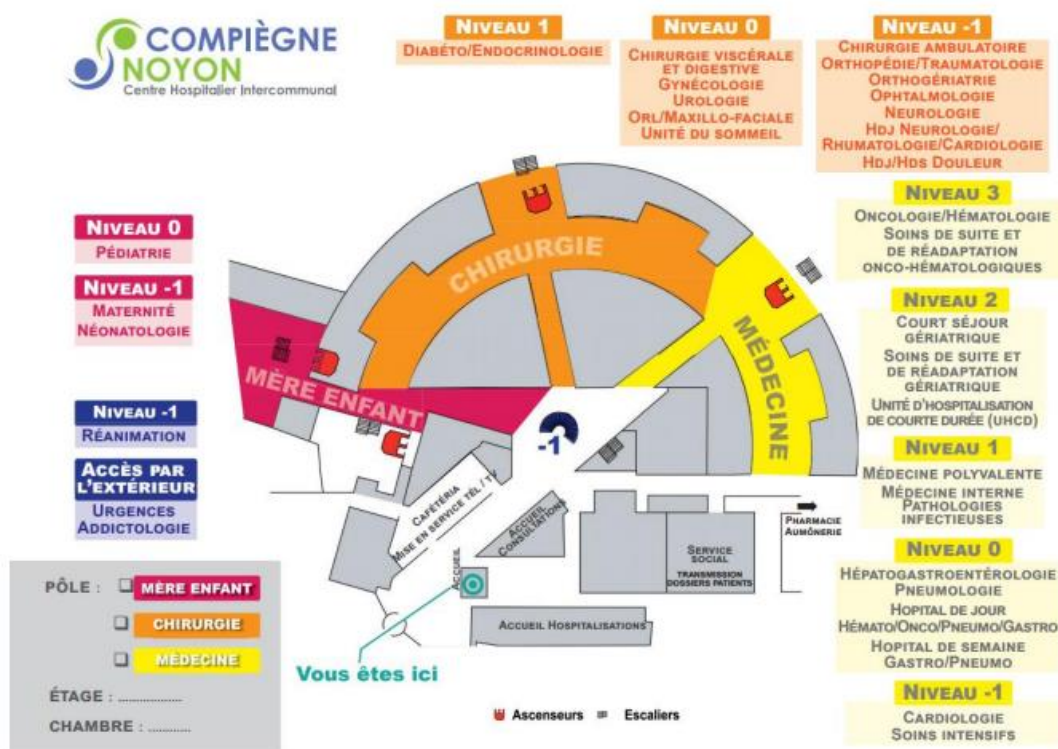 COMPIÈGNE
NOYON
Centre Hospitalier Intercommunal
NIVEAU 1
DIABÉTO/ENDOCRINOLOGIE
NIVEAU 0
CHIRURGIE VISCÉRALE
ET DIGESTIVE
GYNÉCOLOGIE
UROLOGIE
ORL/MAXILLO-FACIALE
UNITÉ DU SOMMEIL
NIVEAU -1
CHIRURGIE AMBULATOIRE
ORTHOPÉDIE/TRAUMATOLOGIE
ORTHOGÉRIATRIE
OPHTALMOLOGIE
NEUROLOGIE
HDJ NEUROLOGIE/
RHUMATOLOGIE/CARDIOLOGIE
HDJ/HDS DOULEUR
NIVEAU 0
PÉDIATRIE
NIVEAU -1
MATERNITÉ
NÉONATOLOGIE
NIVEAU -1
RÉANIMATION
ACCÈS PAR
L'EXTÉRIEUR
URGENCES
ADDICTOLOGIE
CHIRURGIE
MÈRE ENFANT
MÉDECINE
-1
CAFÉTÉRIA
MISE EN SERVICE TÉL / TV
ACCUEIL
CONSULTATIONS
ACCUEIL
SERVICE
SOCIAL
TRANSMISSION
DOSSIERS PATIENTS
PHARMACIE
AUMÔNERIE
ACCUEIL HOSPITALISATIONS
Vous êtes ici
NIVEAU 3
ONCOLOGIE/HÉMATOLOGIE
SOINS DE SUITE ET
DE RÉADAPTATION
ONCO-HÉMATOLOGIQUES
NIVEAU 2
COURT SÉJOUR
GÉRIATRIQUE
SOINS DE SUITE ET
DE RÉADAPTATION
GÉRIATRIQUE
UNITÉ D'HOSPITALISATION
DE COURTE DURÉE (UHCD)
NIVEAU 1
MÉDECINE POLYVALENTE
MÉDECINE INTERNE
PATHOLOGIES
INFECTIEUSES
NIVEAU 0
HÉPATOGASTROENTÉROLOGIE
PNEUMOLOGIE
HOPITAL DE JOUR
HÉMATO/ONCO/PNEUMO/GASTRO
HOPITAL DE SEMAINE
GASTRO/PNEUMO
NIVEAU -1
CARDIOLOGIE
SOINS INTENSIFS
PÔLE : MÈRE ENFANT
CHIRURGIE
MÉDECINE
ÉTAGE : ..................
CHAMBRE : ............
Ascenseurs Escaliers